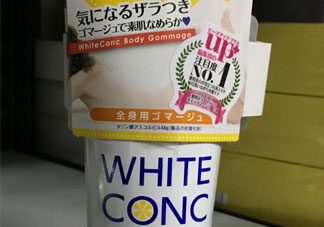 気になるザラつき
ゴマージュで素肌なめらか♥
WhiteConc Body Gommage
up
注目度
No.1
全身用ゴマージュ
WHITE
CONC